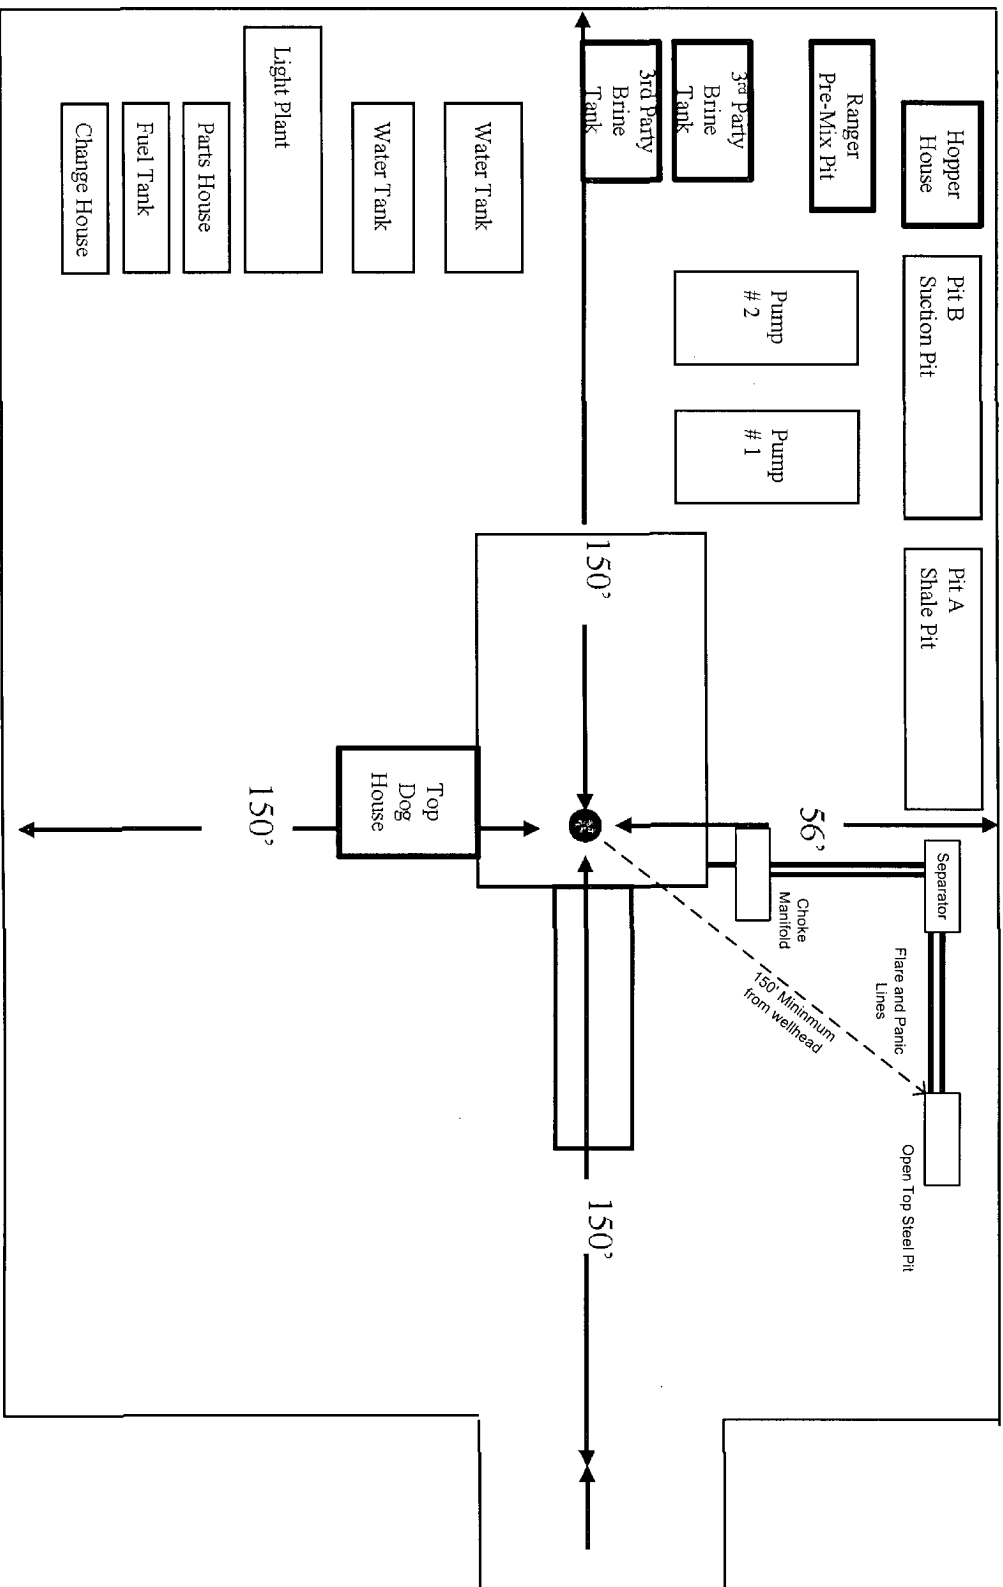 Hopper
House
Pit B
Suction Pit
Pit A
Shale Pit
Separator
Flare and Panic
Lines
Open Top Steel Pit
Ranger
Pre-Mix Pit
56'
Choke
Manifold
150' Mininmum
from wellhead
3rd Party
Brine
Tank
3rd Party
Brine
Tank
Pump
# 2
Pump
# 1
150'
150'
Water Tank
Water Tank
Top
Dog
House
Light Plant
150'
Parts House
Fuel Tank
Change House